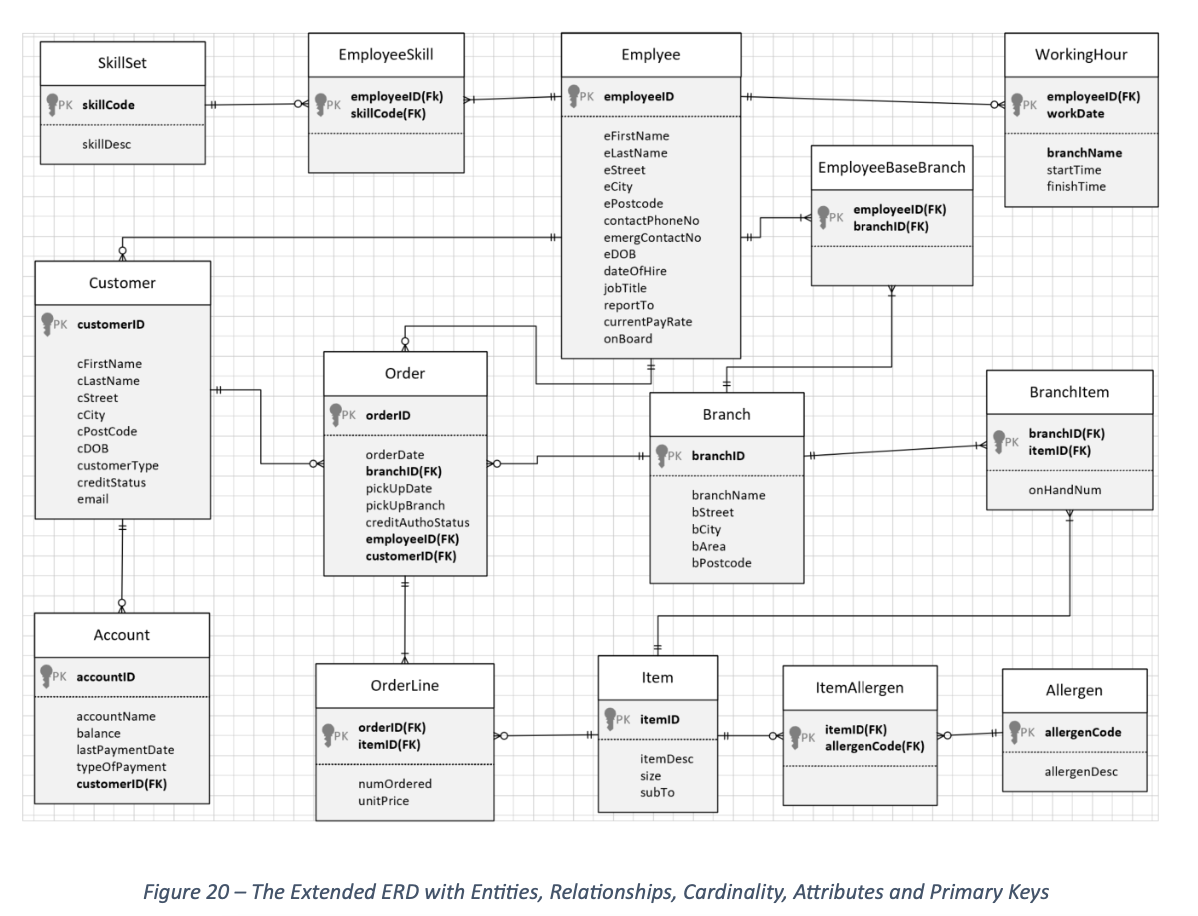 SkillSet
PK skillCode
skillDesc
EmployeeSkill
PK employeeID(Fk)
skillCode(FK)
Emplyee
PK employeeID
eFirstName
eLastName
eStreet
eCity
ePostcode
contactPhoneNo
emergContactNo
eDOB
dateOfHire
jobTitle
reportTo
currentPayRate
onBoard
WorkingHour
PK employeeID(FK)
workDate
branchName
startTime
finishTime
EmployeeBaseBranch
PK employeeID(FK)
branchID(FK)
Customer
PK customerID
cFirstName
cLastName
cStreet
cCity
cPostCode
cDOB
customerType
creditStatus
email
Order
PK orderID
orderDate
branchID(FK)
pickUpDate
pickUpBranch
creditAuthoStatus
employeeID(FK)
customerID(FK)
Branch
PK branchID
branchName
bStreet
bCity
bArea
bPostcode
BranchItem
PK branchID(FK)
itemID(FK)
onHandNum
Account
PK accountID
accountName
balance
lastPaymentDate
typeOfPayment
customerID(FK)
OrderLine
PK orderID(FK)
itemID(FK)
numOrdered
unitPrice
Item
PK itemID
itemDesc
size
subTo
ItemAllergen
PK itemID(FK)
allergenCode(FK)
Allergen
PK allergenCode
allergenDesc
Figure 20 – The Extended ERD with Entities, Relationships, Cardinality, Attributes and Primary Keys